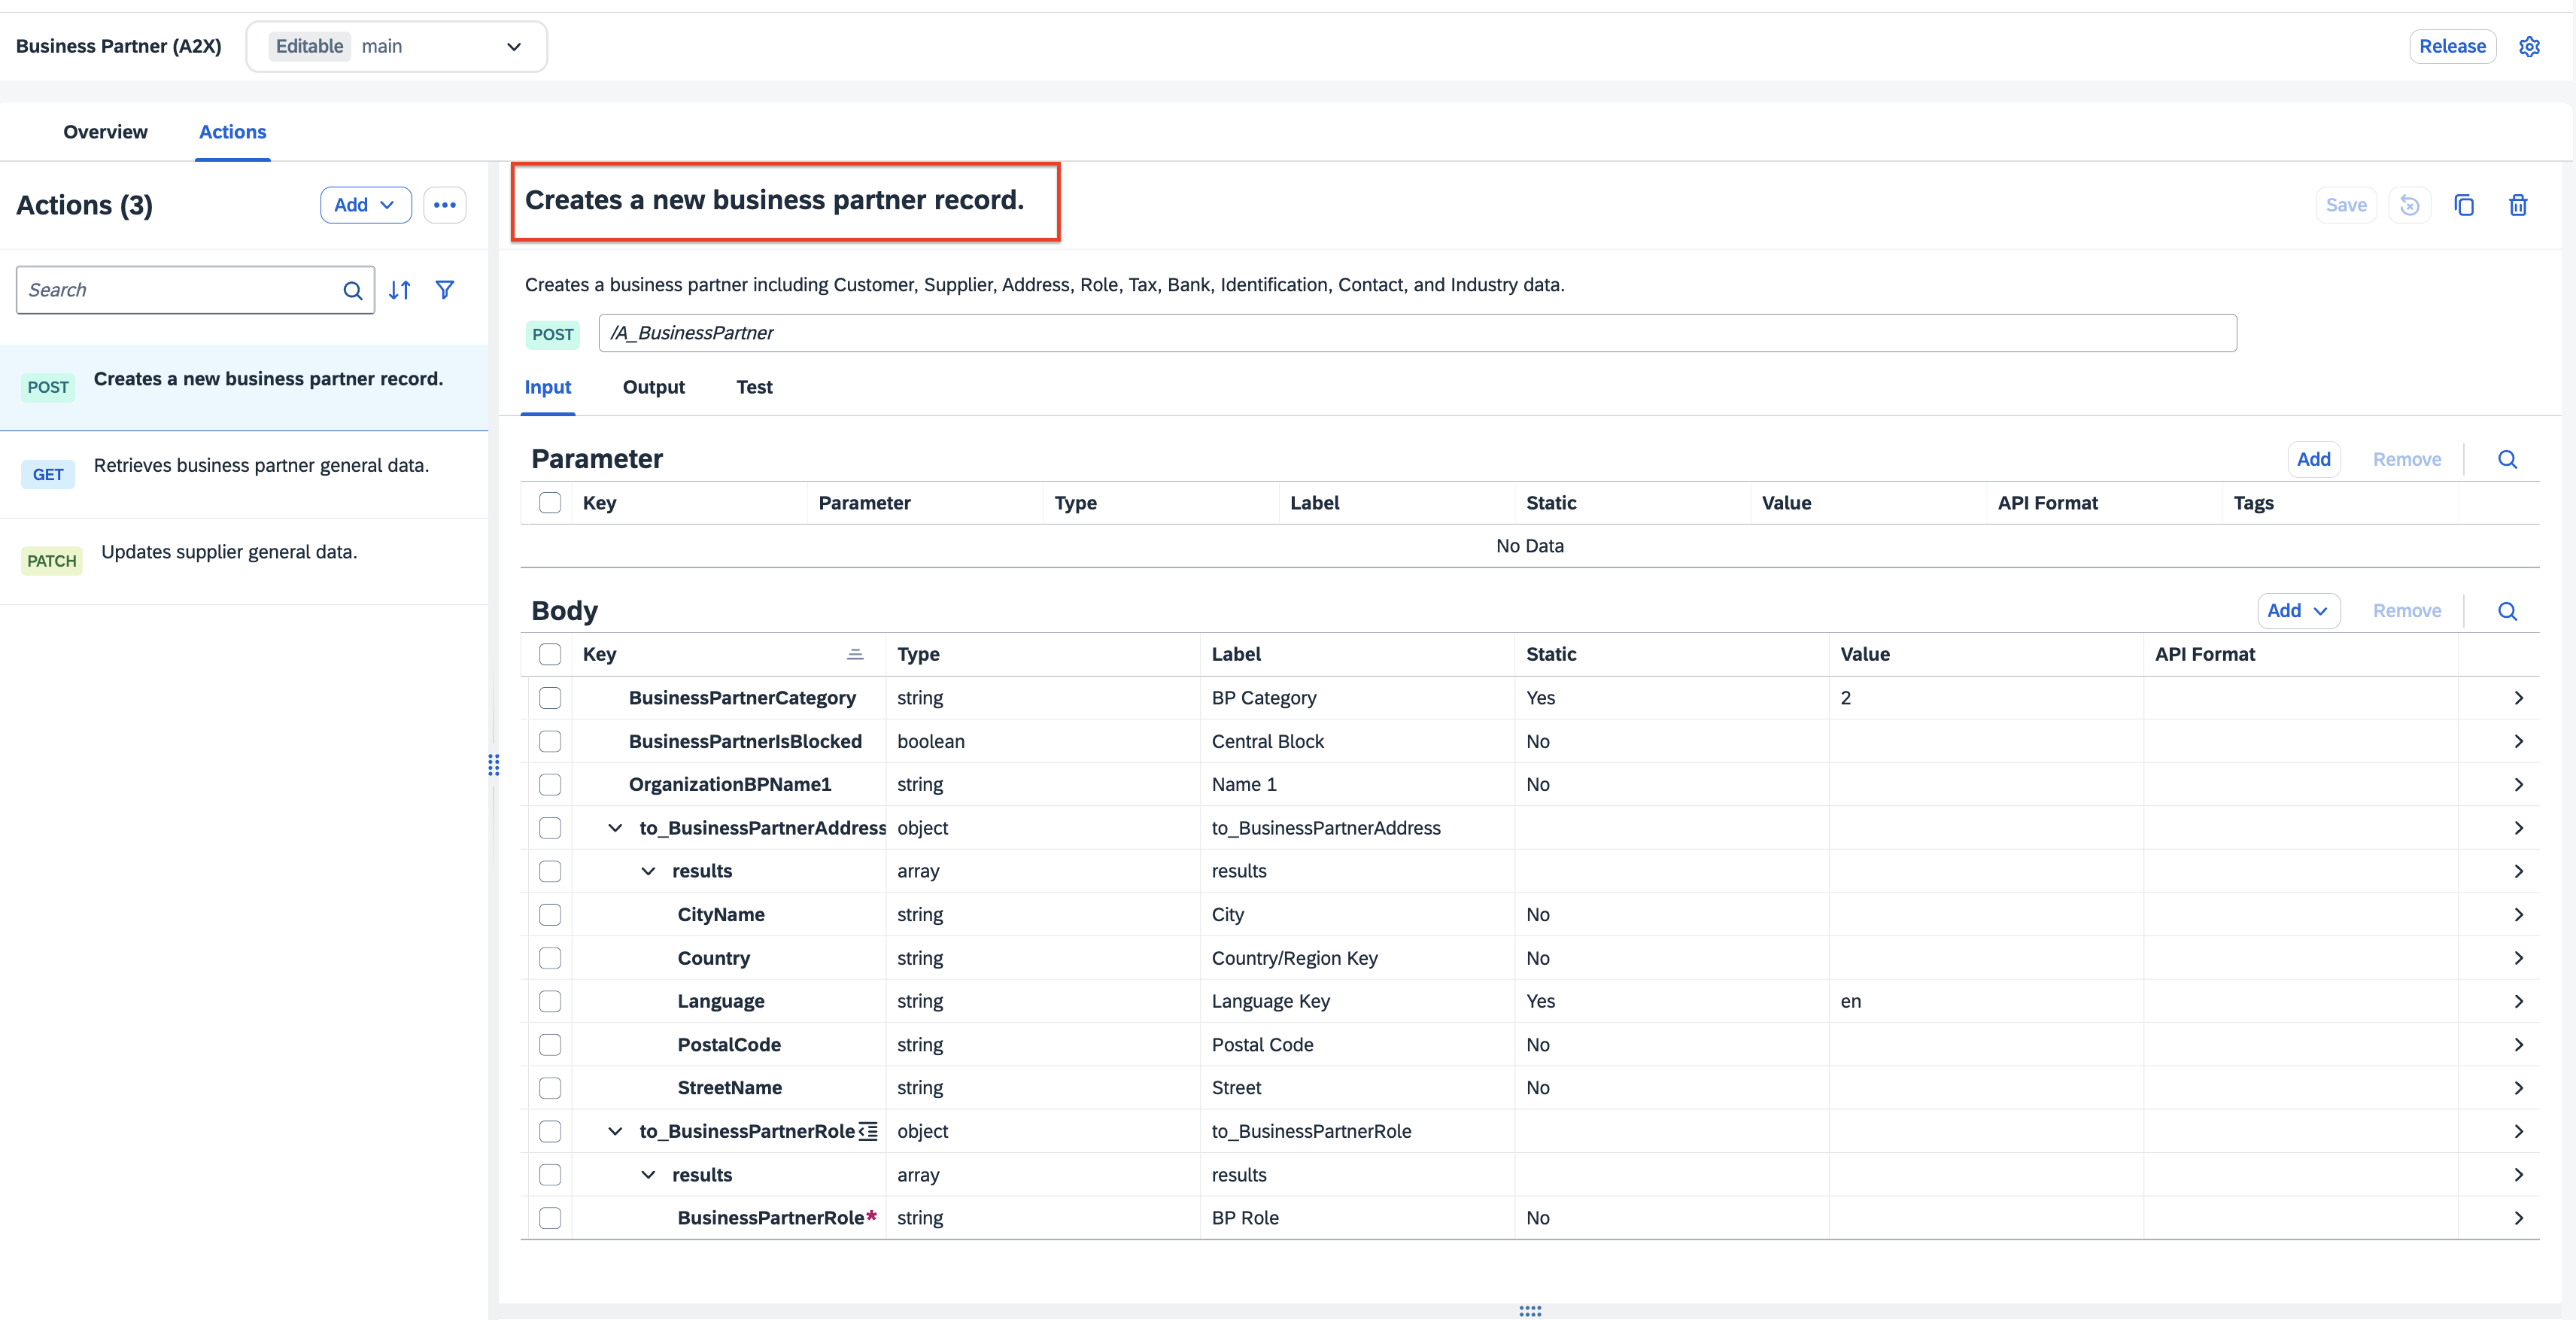 Business Partner (A2X) Editable main Release
Overview Actions
Actions (3) Add
Search
POST Creates a new business partner record.
GET Retrieves business partner general data.
PATCH Updates supplier general data.
Creates a new business partner record. Save
Creates a business partner including Customer, Supplier, Address, Role, Tax, Bank, Identification, Contact, and Industry data.
POST /A_BusinessPartner
Input Output Test
Parameter Add Remove
Key Parameter Type Label Static Value API Format Tags
No Data
Body Add Remove
Key Type Label Static Value API Format
BusinessPartnerCategory string BP Category Yes 2
BusinessPartnerIsBlocked boolean Central Block No
OrganizationBPName1 string Name 1 No
to_BusinessPartnerAddress object to_BusinessPartnerAddress
results array results
CityName string City No
Country string Country/Region Key No
Language string Language Key Yes en
PostalCode string Postal Code No
StreetName string Street No
to_BusinessPartnerRole object to_BusinessPartnerRole
results array results
BusinessPartnerRole* string BP Role No